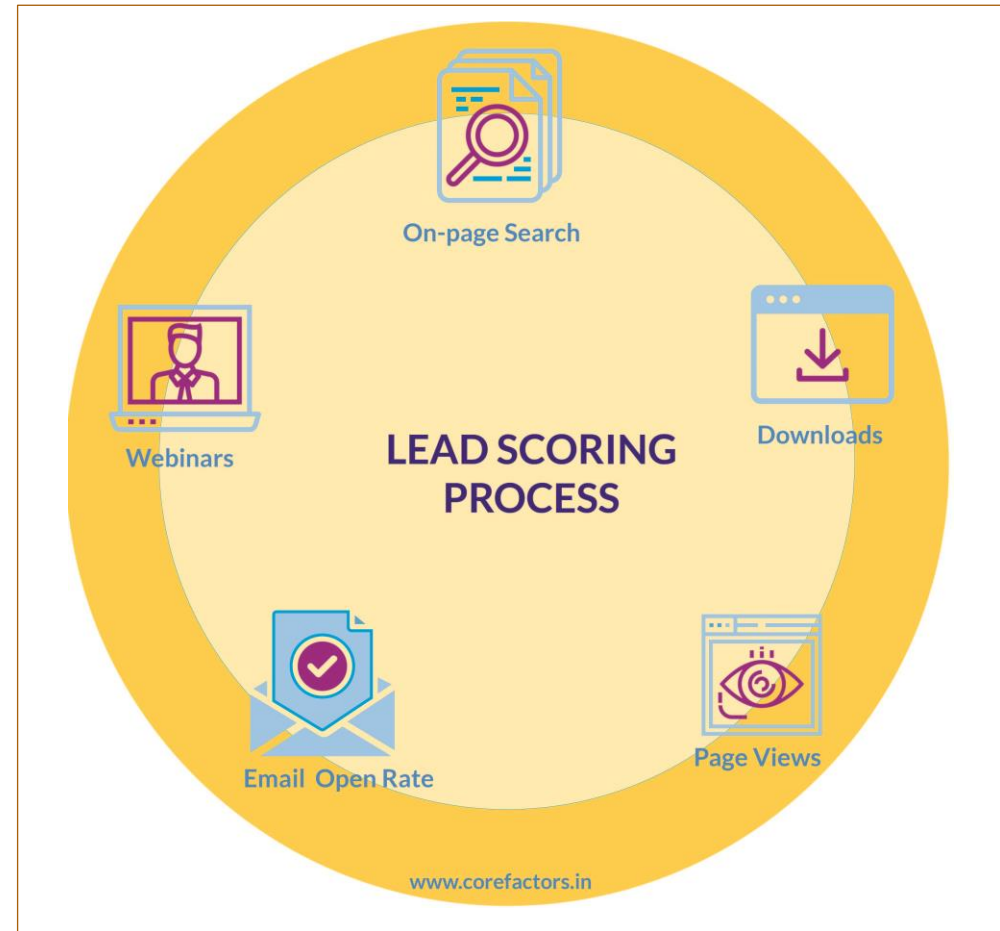 On-page Search
Downloads
Webinars
LEAD SCORING
PROCESS
Page Views
Email Open Rate
www.corefactors.in